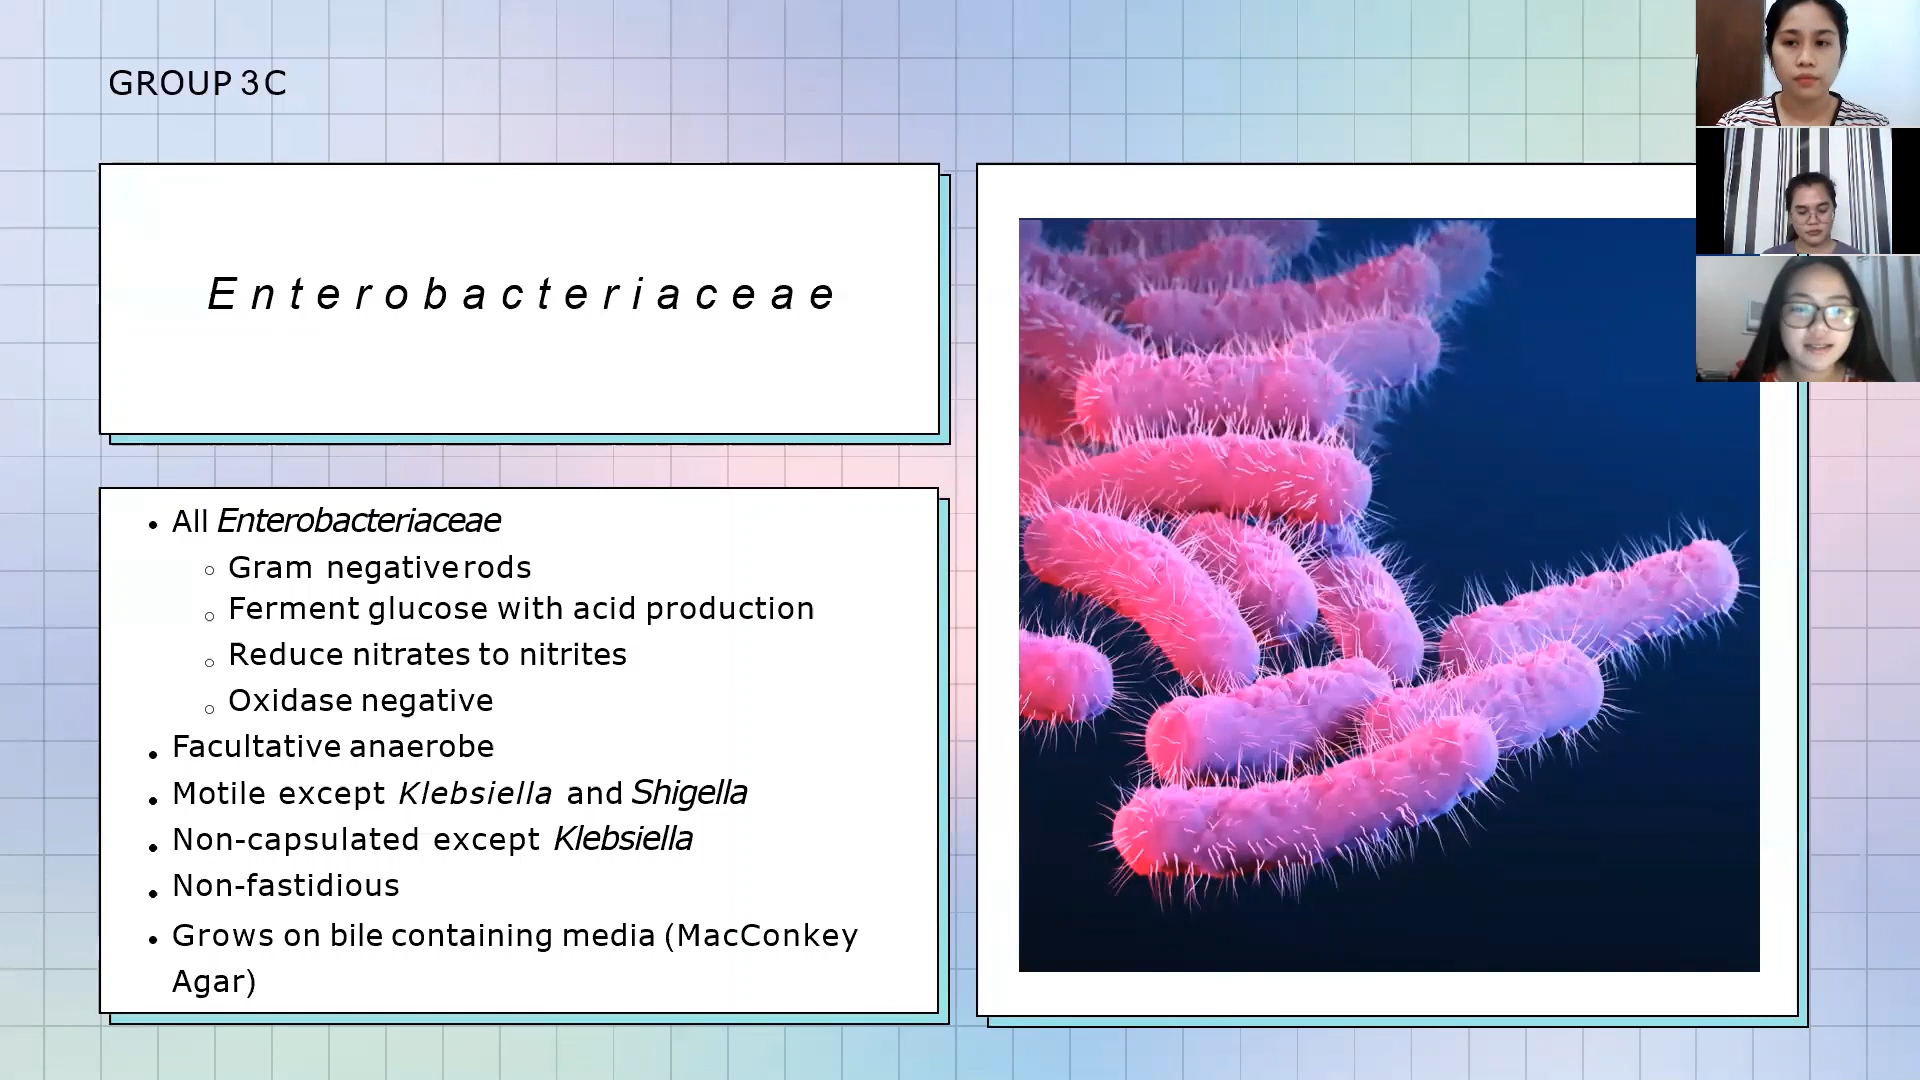 GROUP 3C
Enterobacteriaceae
• All Enterobacteriaceae
○ Gram negative rods
○ Ferment glucose with acid production
○ Reduce nitrates to nitrites
○ Oxidase negative
• Facultative anaerobe
• Motile except Klebsiella and Shigella
• Non-capsulated except Klebsiella
• Non-fastidious
• Grows on bile containing media (MacConkey
Agar)